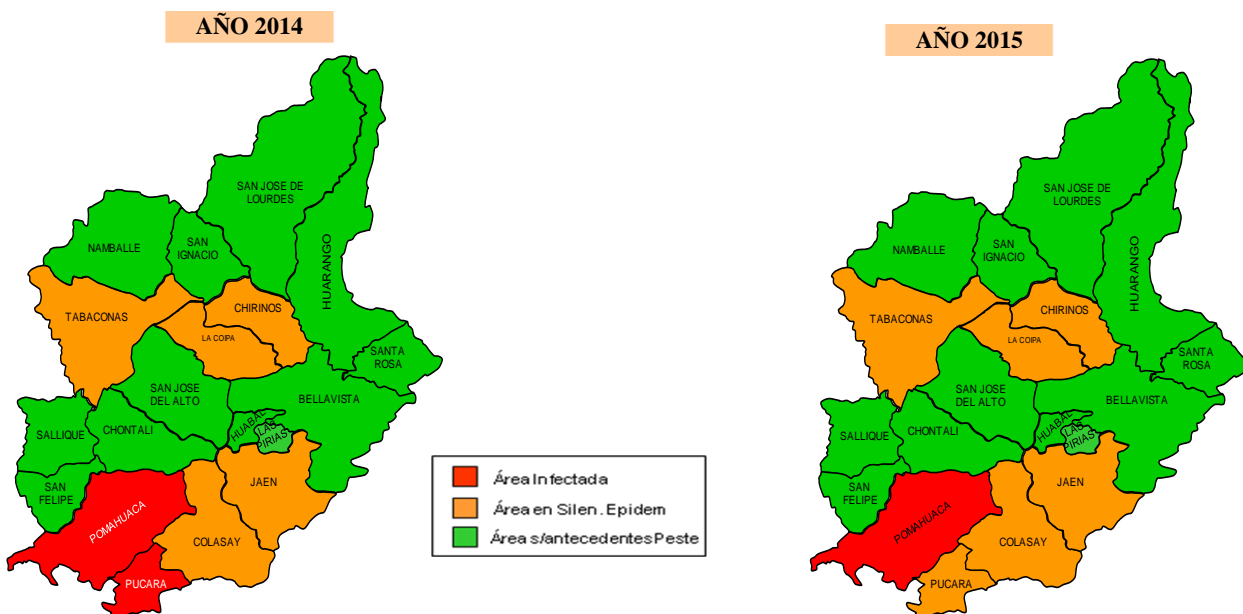 AÑO 2014
SAN JOSE DE
LOURDES
NAMBALLE
SAN
IGNACIO
HUARANGO
TABACONAS
CHIRINOS
LA COIPA
SANTA
ROSA
SAN JOSE
DEL ALTO
BELLAVISTA
HUABAL
LAS
PIRIAS
SALLIQUE
CHONTALI
JAEN
SAN
FELIPE
POMAHUACA
COLASAY
PUCARA
Área Infectada
Área en Silen. Epidem
Área s/antecedentes Peste
AÑO 2015
SAN JOSE DE
LOURDES
NAMBALLE
SAN
IGNACIO
HUARANGO
TABACONAS
CHIRINOS
LA COIPA
SANTA
ROSA
SAN JOSE
DEL ALTO
BELLAVISTA
HUABAL
LAS
PIRIAS
SALLIQUE
CHONTALI
JAEN
SAN
FELIPE
POMAHUACA
COLASAY
PUCARA